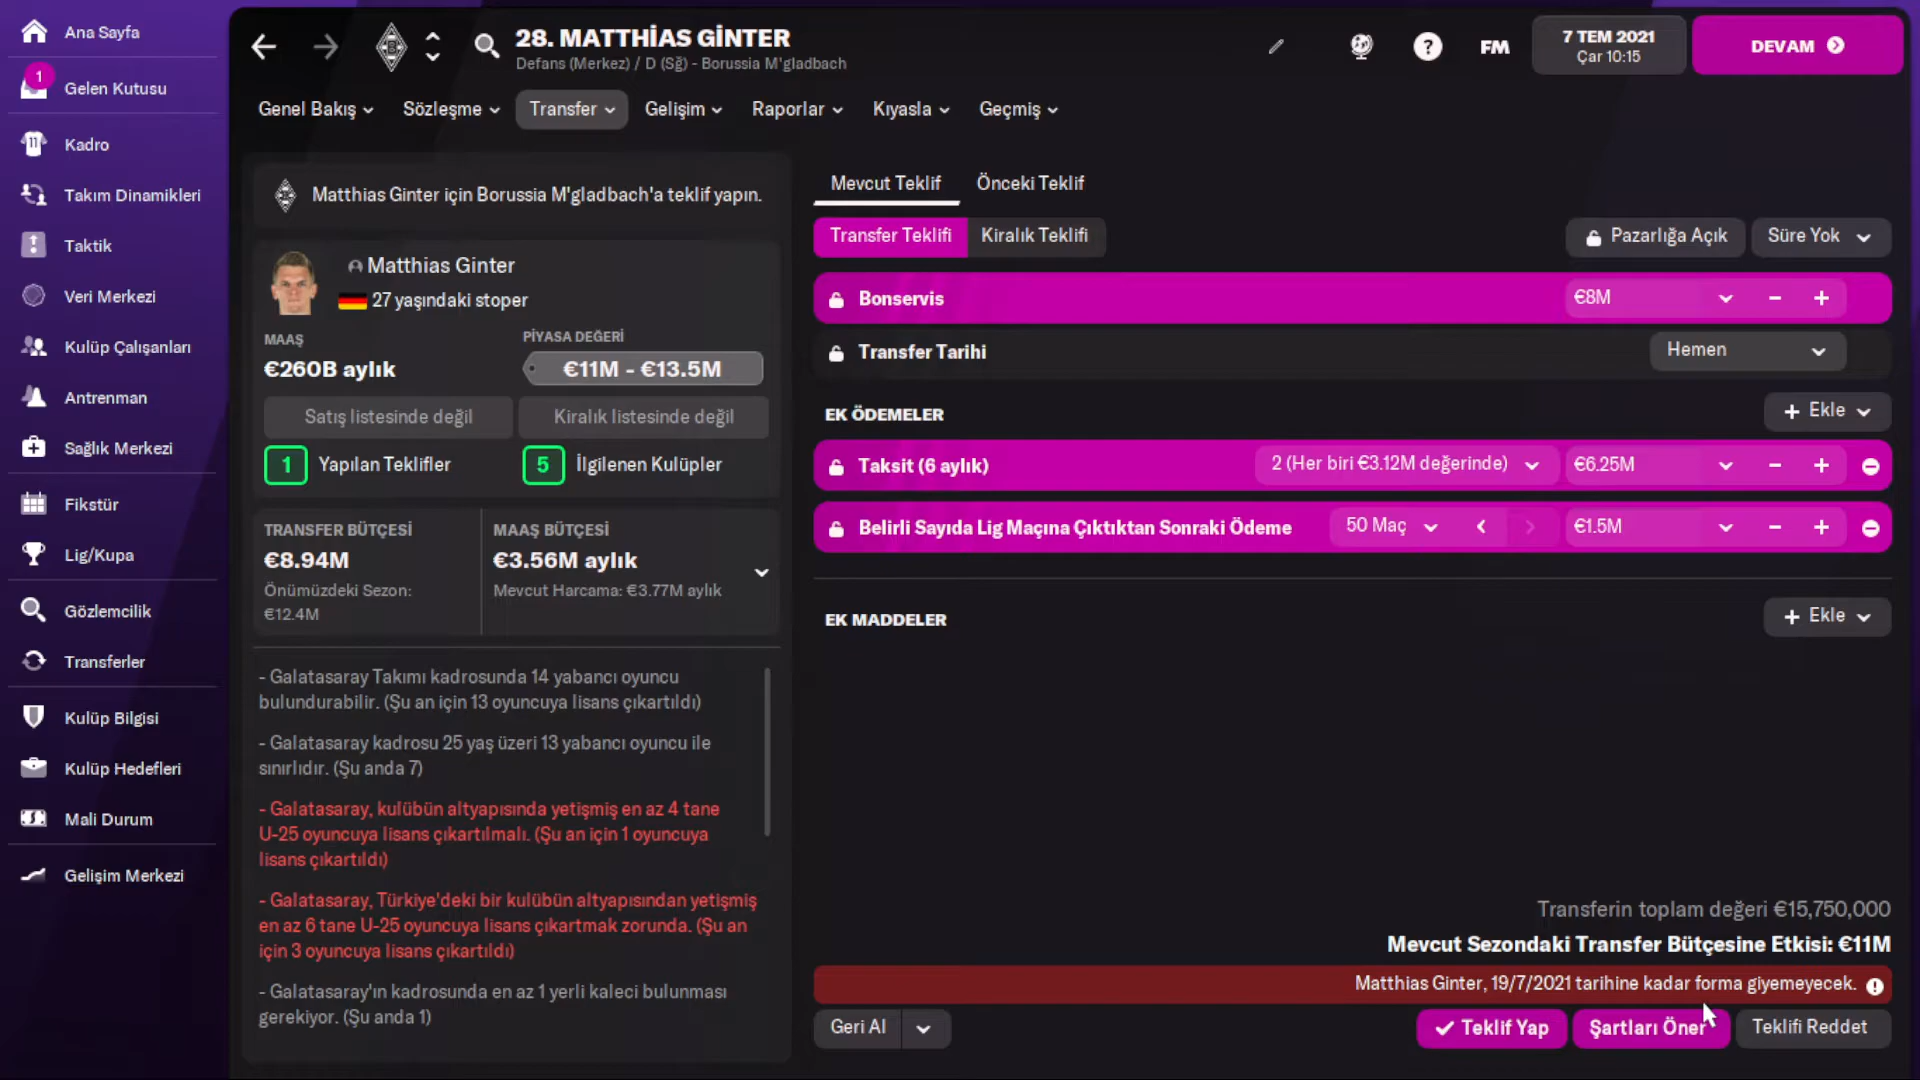 Ana Sayfa
1
Gelen Kutusu
Kadro
Takım Dinamikleri
Taktik
Veri Merkezi
Kulüp Çalışanları
Antrenman
Sağlık Merkezi
Fikstür
Lig/Kupa
Gözlemcilik
Transferler
Kulüp Bilgisi
Kulüp Hedefleri
Mali Durum
Gelişim Merkezi
28. MATTHİAS GİNTER
Defans (Merkez) / D (Sğ) - Borussia M'gladbach
FM
7 TEM 2021
Çar 10:15
DEVAM
Genel Bakış
Sözleşme
Transfer
Gelişim
Raporlar
Kıyasla
Geçmiş
Matthias Ginter için Borussia M'gladbach'a teklif yapın.
Matthias Ginter
27 yaşındaki stoper
MAAŞ
€260B aylık
PİYASA DEĞERİ
€11M - €13.5M
Satış listesinde değil
Kiralık listesinde değil
1 Yapılan Teklifler
5 İlgilenen Kulüpler
TRANSFER BÜTÇESİ
€8.94M
Önümüzdeki Sezon:
€12.4M
MAAŞ BÜTÇESİ
€3.56M aylık
Mevcut Harcama: €3.77M aylık
- Galatasaray Takımı kadrosunda 14 yabancı oyuncu
bulundurabilir. (Şu an için 13 oyuncuya lisans çıkartıldı)
- Galatasaray kadrosu 25 yaş üzeri 13 yabancı oyuncu ile
sınırlıdır. (Şu anda 7)
- Galatasaray, kulübün altyapısında yetişmiş en az 4 tane
U-25 oyuncuya lisans çıkartılmalı. (Şu an için 1 oyuncuya
lisans çıkartıldı)
- Galatasaray, Türkiye'deki bir kulübün altyapısından yetişmiş
en az 6 tane U-25 oyuncuya lisans çıkartmak zorunda. (Şu an
için 3 oyuncuya lisans çıkartıldı)
- Galatasaray'ın kadrosunda en az 1 yerli kaleci bulunması
gerekiyor. (Şu anda 1)
Mevcut Teklif
Önceki Teklif
Transfer Teklifi
Kiralık Teklifi
Pazarlığa Açık
Süre Yok
Bonservis
€8M
Transfer Tarihi
Hemen
EK ÖDEMELER
Ekle
Taksit (6 aylık)
2 (Her biri €3.12M değerinde)
€6.25M
Belirli Sayıda Lig Maçına Çıktıktan Sonraki Ödeme
50 Maç
€1.5M
EK MADDELER
Ekle
Transferin toplam değeri €15,750,000
Mevcut Sezondaki Transfer Bütçesine Etkisi: €11M
Matthias Ginter, 19/7/2021 tarihine kadar forma giyemeyecek.
Geri Al
Teklif Yap
Şartları Öner
Teklifi Reddet